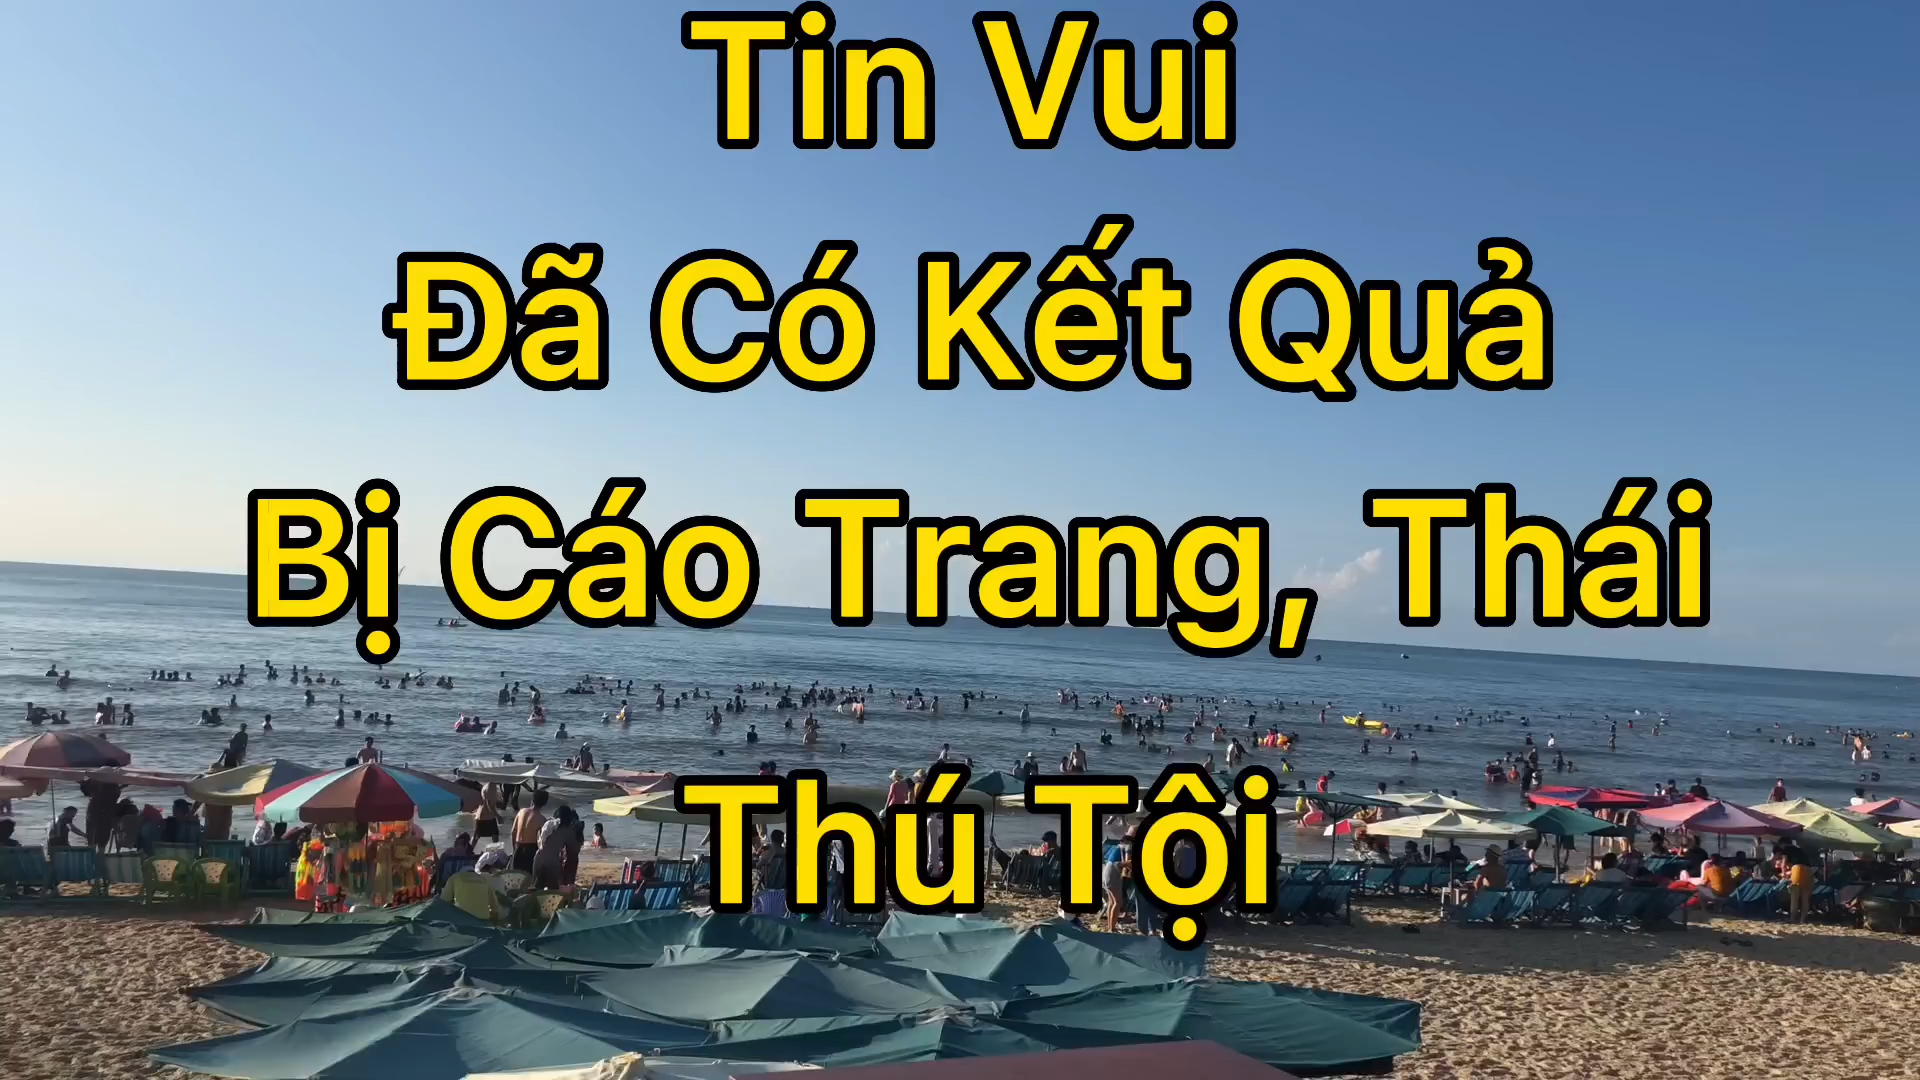 Tin Vui
Đã Có Kết Quả
Bị Cáo Trang, Thái
Thú Tội